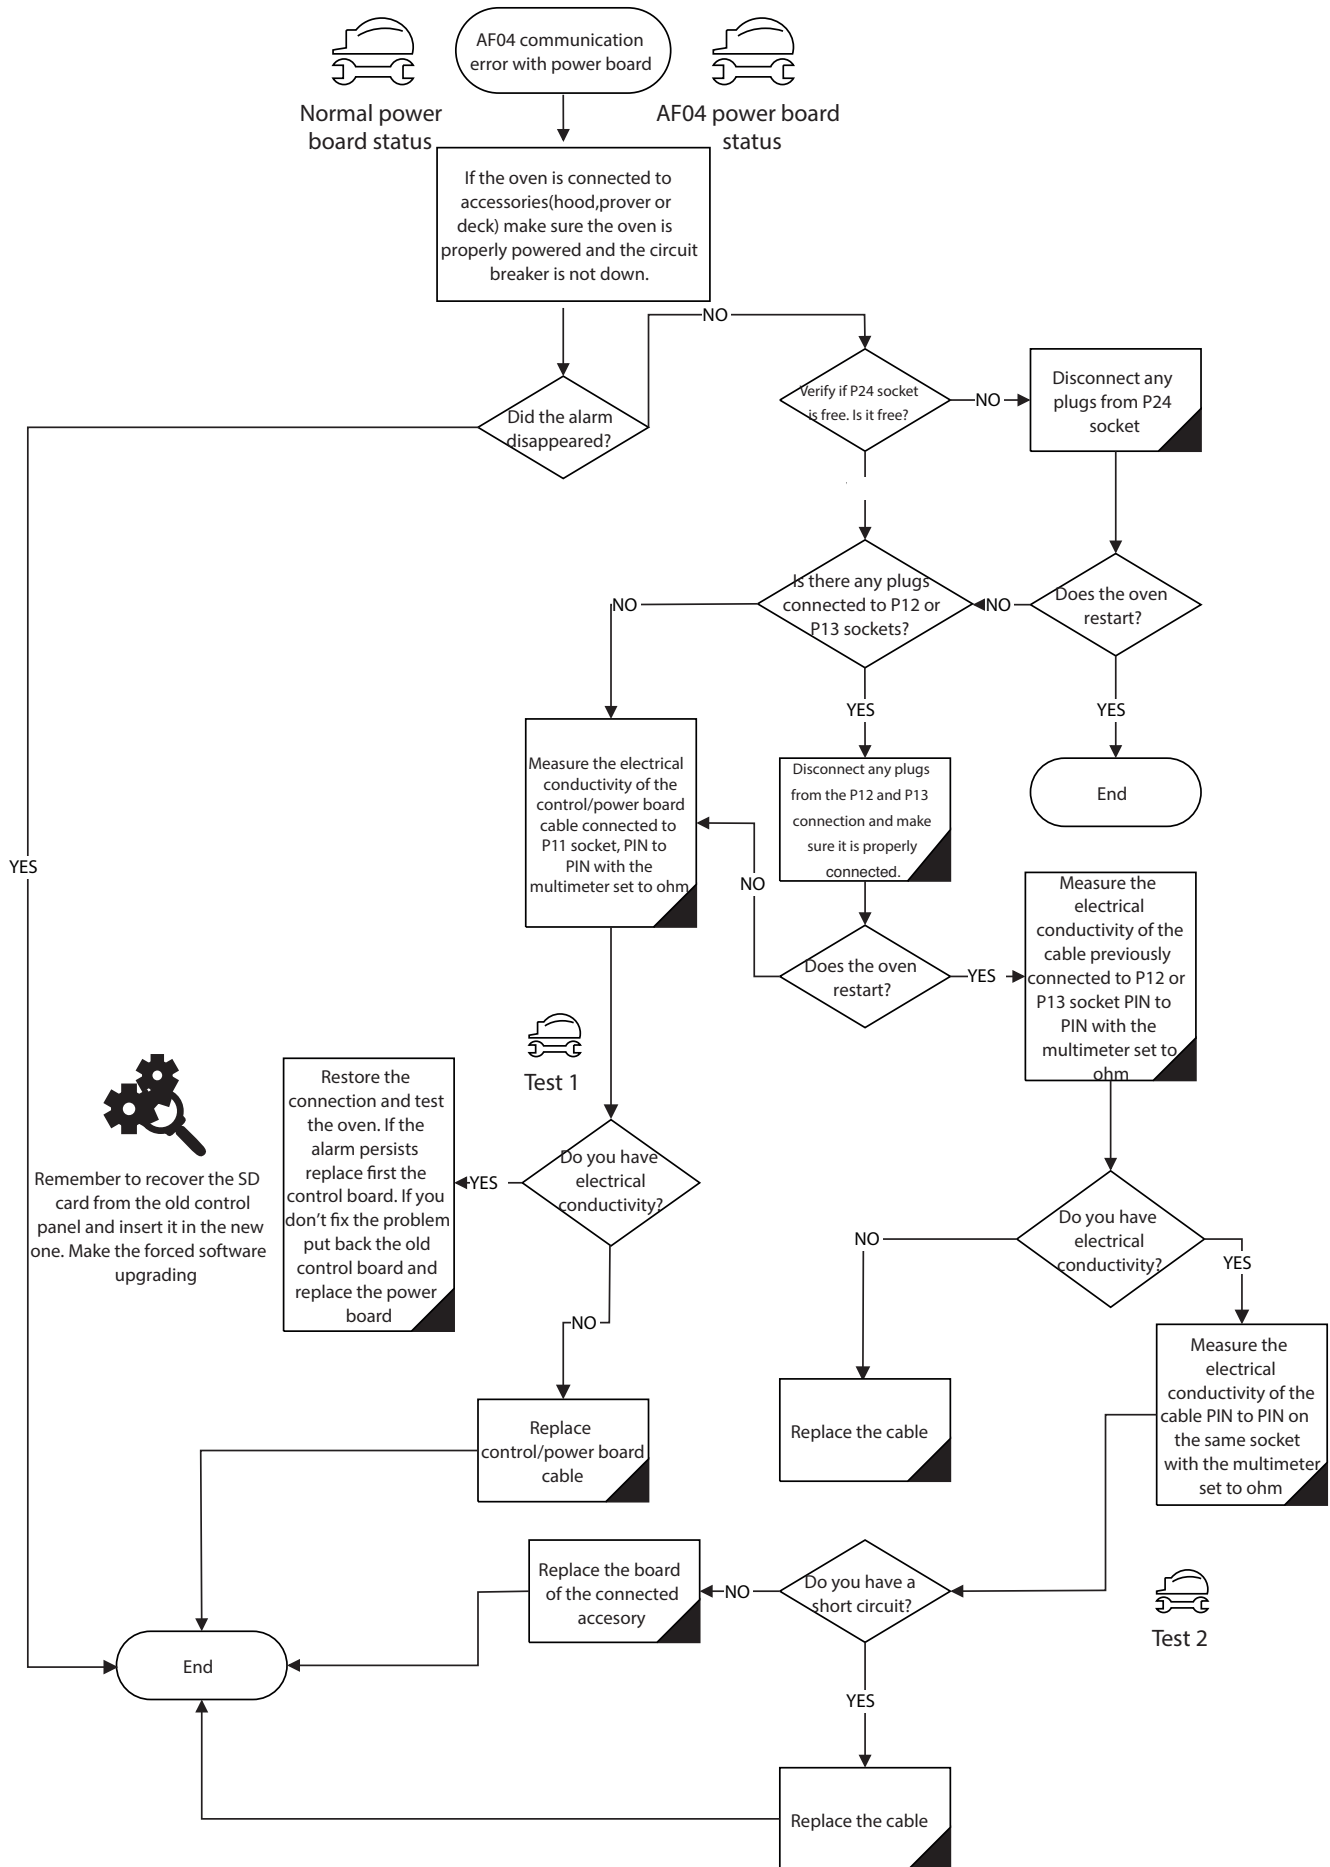 AF04 communication
error with power board
Normal power
board status
AF04 power board
status
If the oven is connected to
accessories(hood,prover or
deck) make sure the oven is
properly powered and the circuit
breaker is not down.
NO
Did the alarm
disappeared?
Verify if P24 socket
is free. Is it free?
NO
Disconnect any
plugs from P24
socket
Is there any plugs
connected to P12 or
P13 sockets?
NO
NO
Does the oven
restart?
YES
YES
End
Measure the electrical
conductivity of the
control/power board
cable connected to
P11 socket, PIN to
PIN with the
multimeter set to ohm
Disconnect any plugs
from the P12 and P13
connection and make
sure it is properly
connected.
YES
NO
Does the oven
restart?
YES
Measure the
electrical
conductivity of the
cable previously
connected to P12 or
P13 socket PIN to
PIN with the
multimeter set to
ohm
Test 1
Remember to recover the SD
card from the old control
panel and insert it in the new
one. Make the forced software
upgrading
Restore the
connection and test
the oven. If the
alarm persists
replace first the
control board. If you
don't fix the problem
put back the old
control board and
replace the power
board
YES
Do you have
electrical
conductivity?
NO
Do you have
electrical
conductivity?
NO
YES
Replace
control/power board
cable
Replace the cable
Measure the
electrical
conductivity of the
cable PIN to PIN on
the same socket
with the multimeter
set to ohm
Replace the board
of the connected
accesory
NO
Do you have a
short circuit?
Test 2
End
YES
Replace the cable